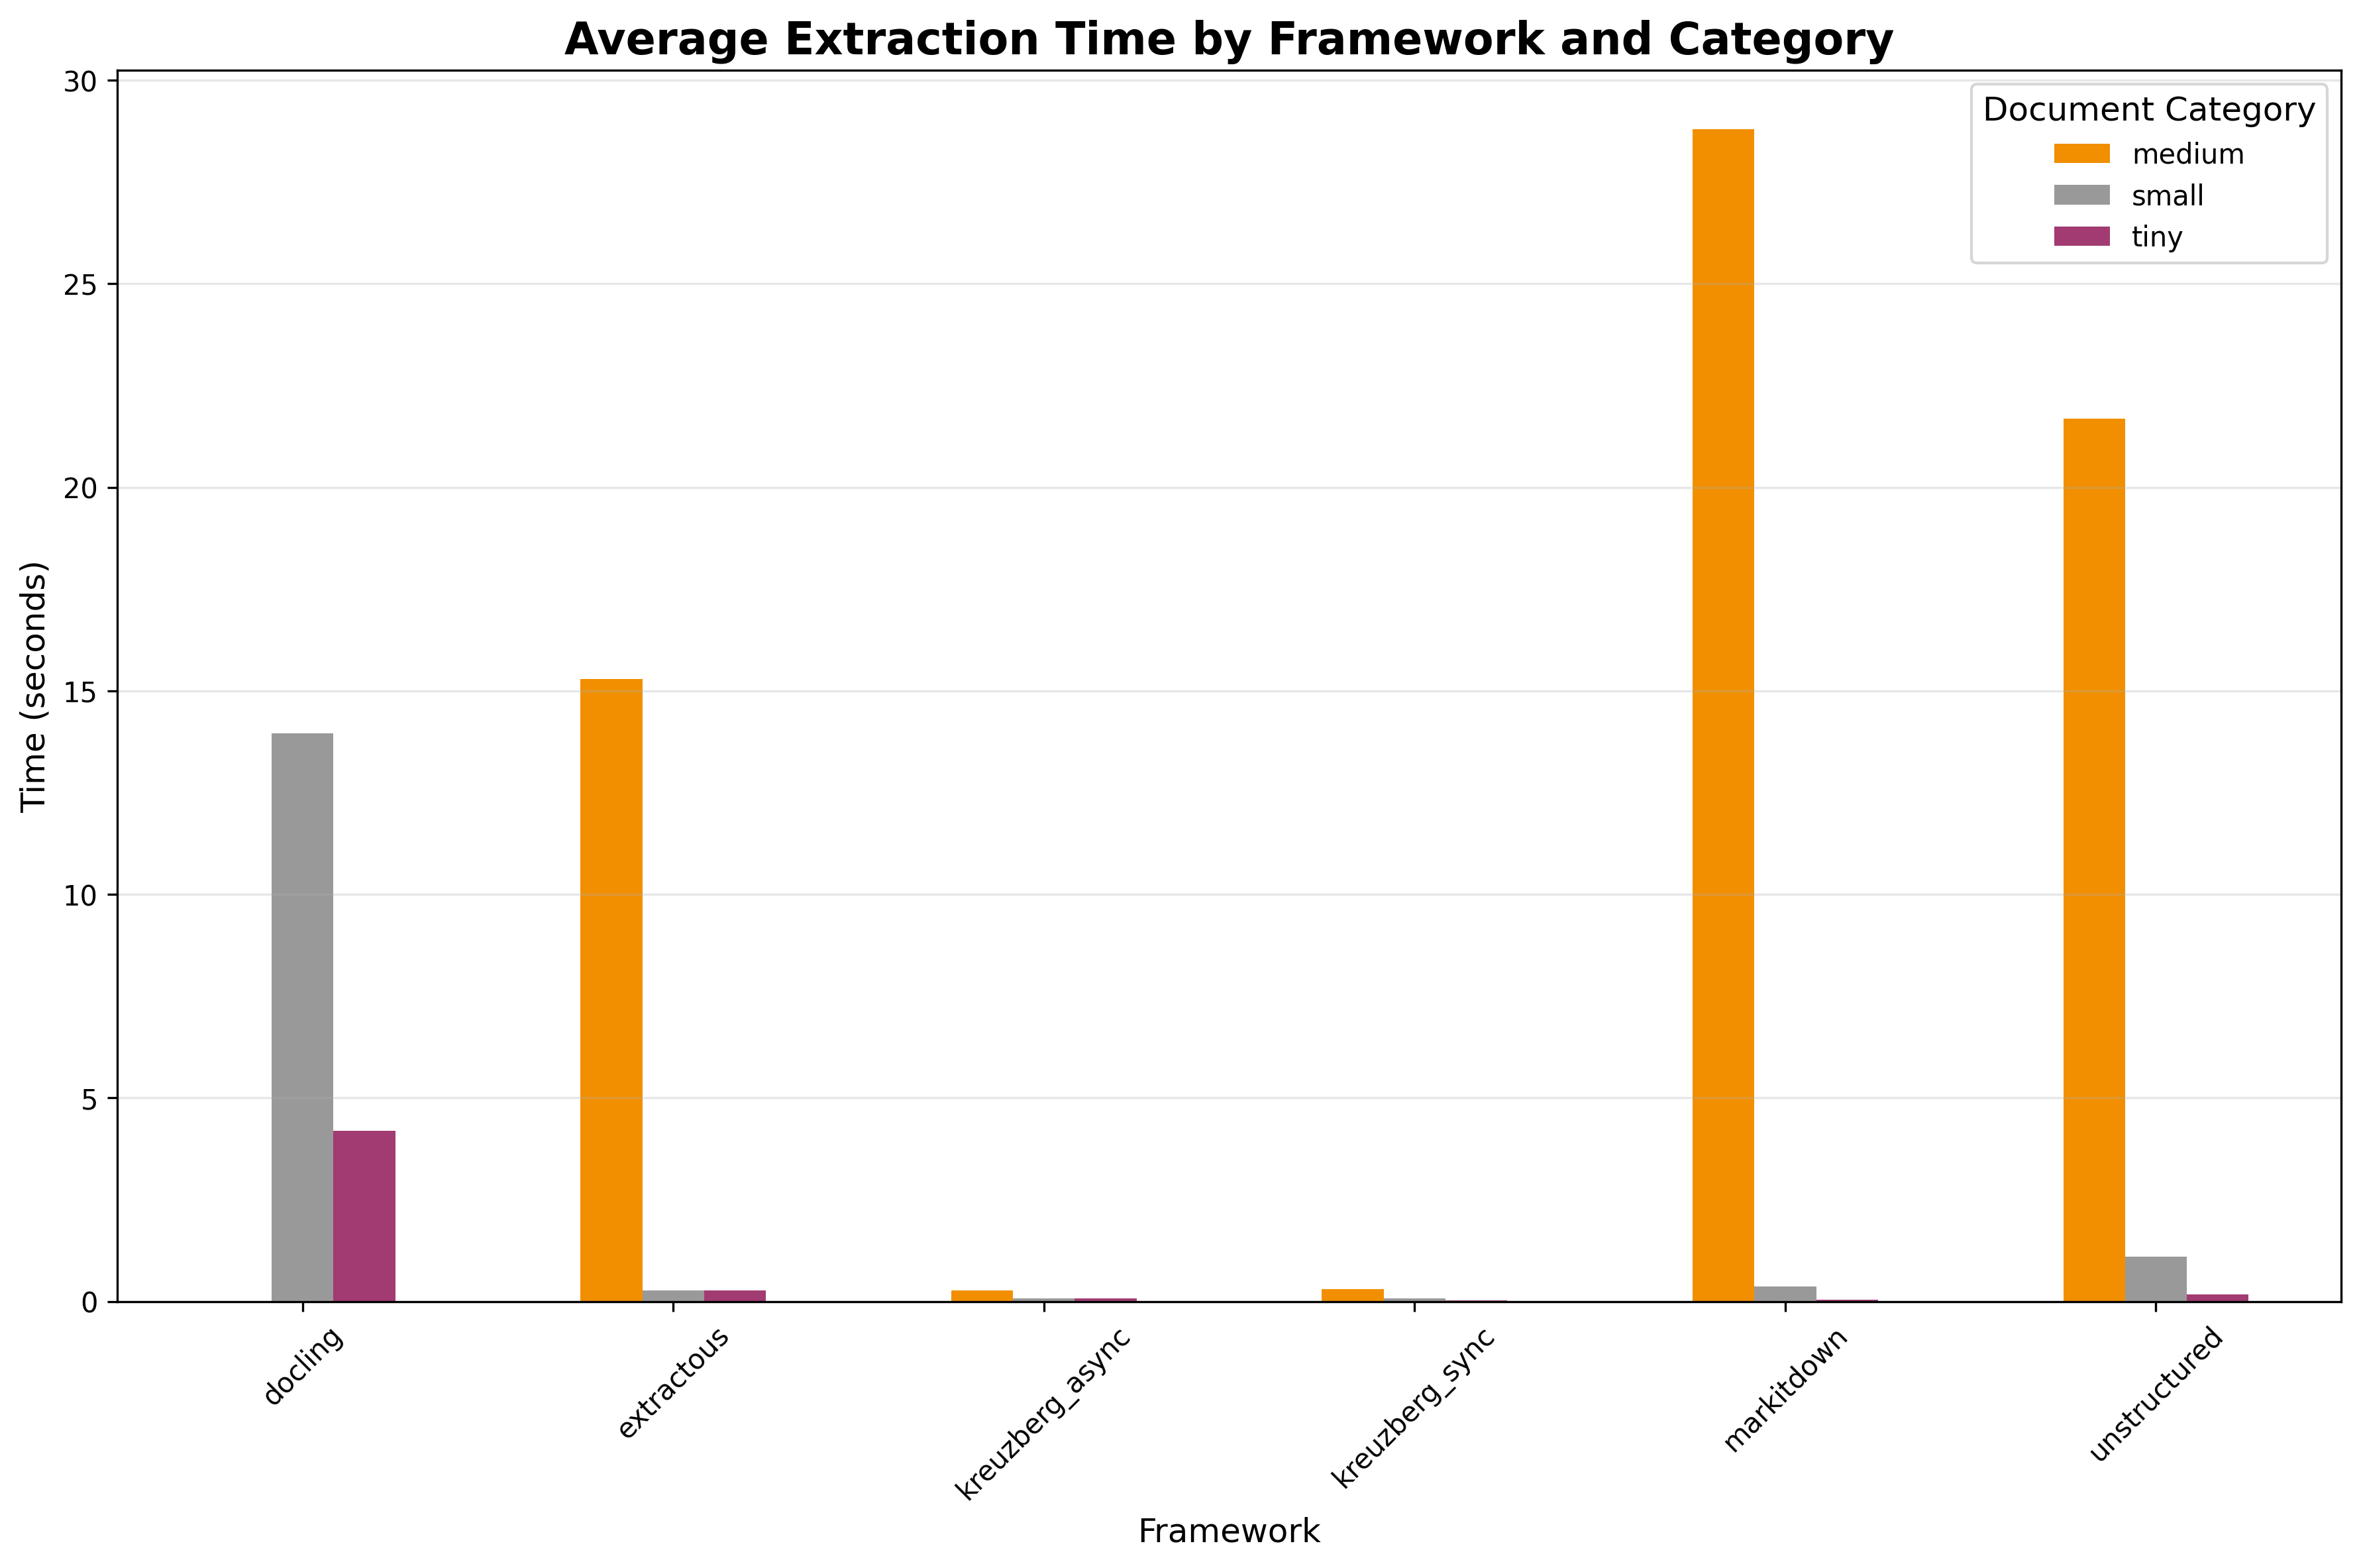 Average Extraction Time by Framework and Category
Document Category
medium
small
tiny
Time (seconds)
30
25
20
15
10
5
0
docling
extractous
kreuzberg_async
kreuzberg_sync
markitdown
unstructured
Framework